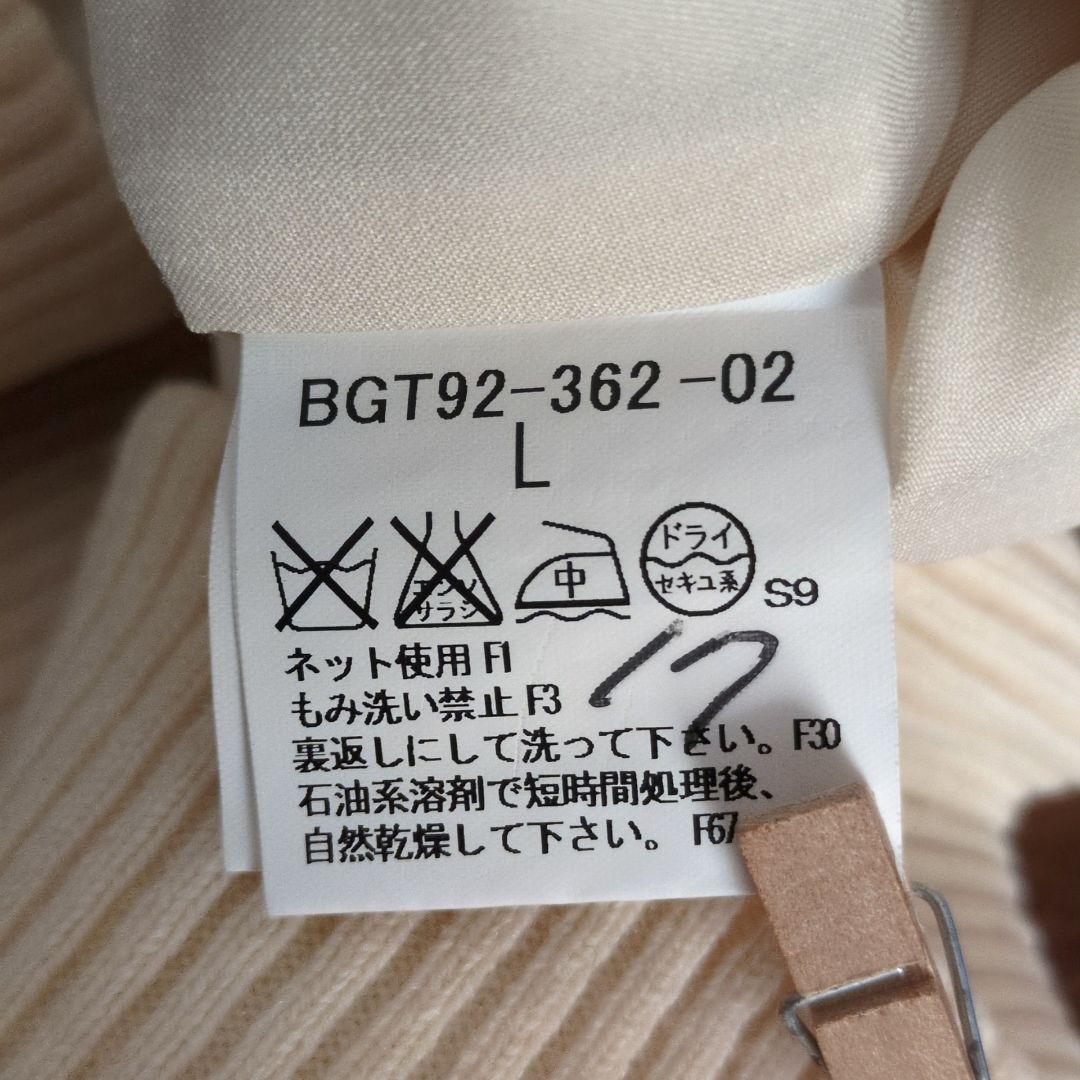 BGT92-362-02
L
エンソ
サラシ
中
ドライ
セキユ系
S9
ネット使用 F1
もみ洗い禁止 F3
17
裏返しにして洗って下さい。 F30
石油系溶剤で短時間処理後、
自然乾燥して下さい。 F67